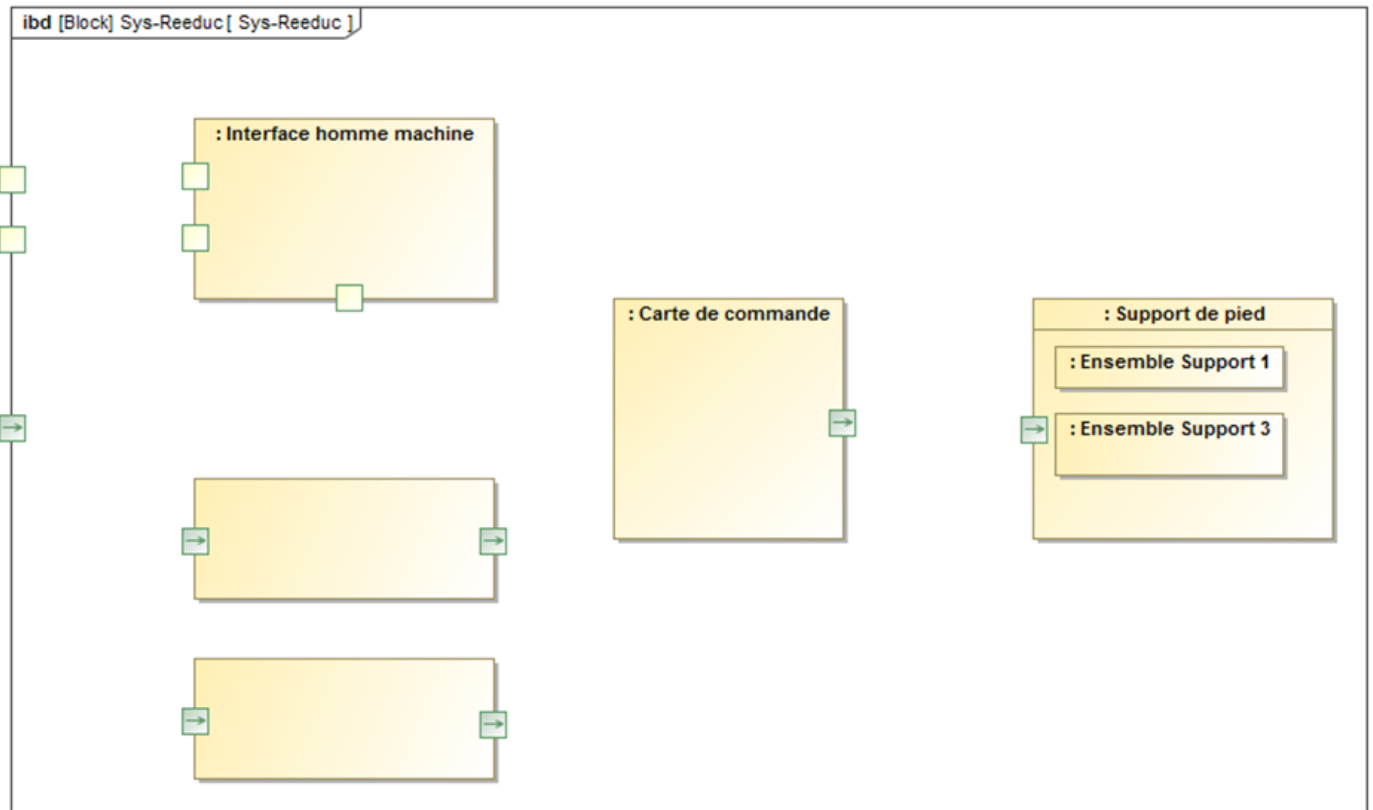 ibd [Block] Sys-Reeduc[ Sys-Reeduc ]
: Interface homme machine
: Carte de commande
: Support de pied
: Ensemble Support 1
: Ensemble Support 3